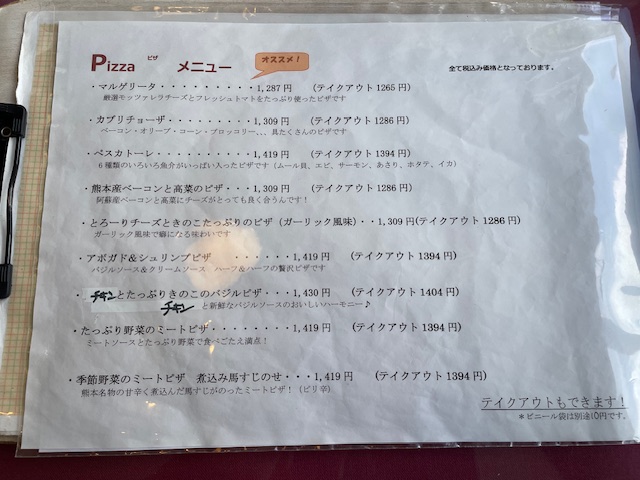 Pizza ピザ メニュー オススメ！
全て税込み価格となっております。
・マルゲリータ・・・・・・・・・・1,287円 (テイクアウト1265円)
厳選モッツァレラチーズとフレッシュトマトをたっぷり使ったピザです
・カプリチョーザ・・・・・・・・・1,309円 (テイクアウト1286円)
ベーコン・オリーブ・コーン・ブロッコリー、、、具だくさんのピザです
・ペスカトーレ・・・・・・・・・・1,419円 (テイクアウト1394円)
６種類のいろいろ魚介がいっぱい入ったピザです（ムール貝、エビ、サーモン、あさり、ホタテ、イカ）
・熊本産ベーコンと高菜のピザ・・・1,309円 (テイクアウト1286円)
阿蘇産ベーコンと高菜にチーズがとっても良く合うんです！
・とろーりチーズときのこたっぷりのピザ（ガーリック風味）・・1,309円(テイクアウト1286円)
ガーリック風味で癖になる味わいです
・アボガド＆シュリンプピザ ・・・・・・・1,419円 (テイクアウト1394円)
バジルソース＆クリームソース ハーフ＆ハーフの贅沢ピザです
・チキンとたっぷりきのこのバジルピザ・・・1,430円 (テイクアウト1404円)
チキン と新鮮なバジルソースのおいしいハーモニー♪
・たっぷり野菜のミートピザ・・・・・・・・1,419円 (テイクアウト1394円)
ミートソースとたっぷり野菜で食べごたえ満点！
・季節野菜のミートピザ 煮込み馬すじのせ・・・1,419円 (テイクアウト1394円)
熊本名物の甘辛く煮込んだ馬すじがのったミートピザ！（ピリ辛）
テイクアウトもできます！
＊ビニール袋は別途10円です。